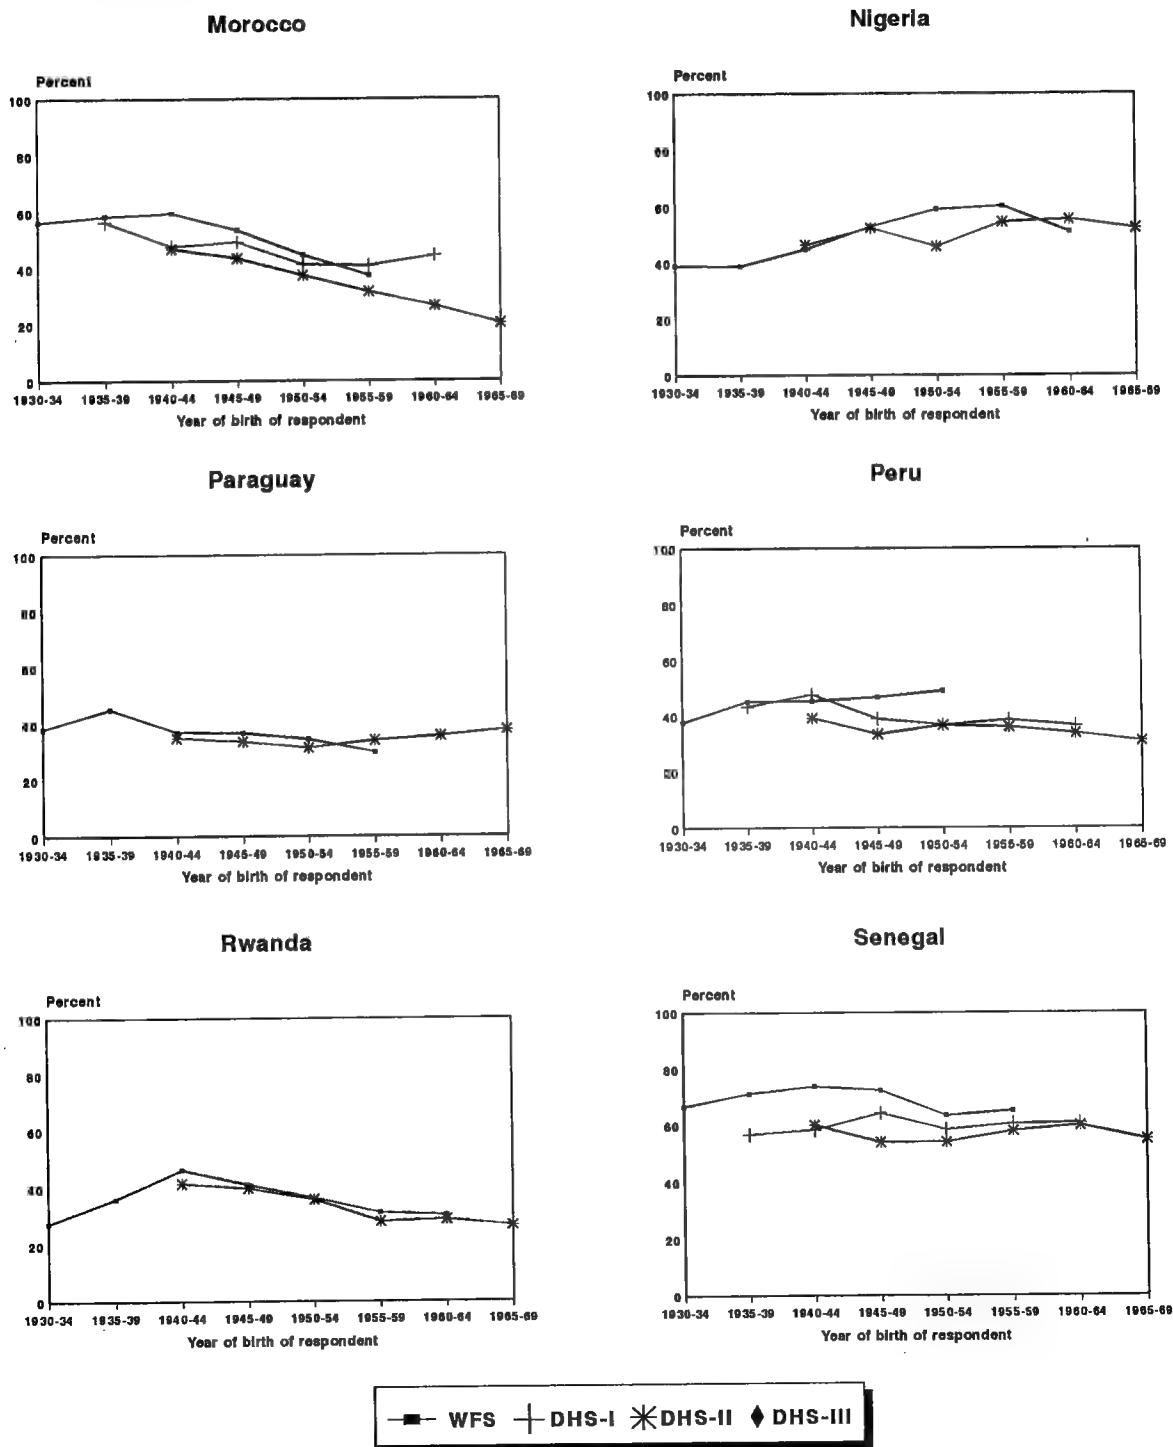 Morocco
Percent
100
80
60
40
20
0
1930-34 1935-39 1940-44 1945-49 1950-54 1955-59 1960-64 1965-69
Year of birth of respondent
Nigeria
Percent
100
80
60
40
20
0
1930-34 1935-39 1940-44 1945-49 1950-54 1955-59 1960-64 1965-69
Year of birth of respondent
Paraguay
Percent
100
80
60
40
20
0
1930-34 1935-39 1940-44 1945-49 1950-54 1955-59 1960-64 1965-69
Year of birth of respondent
Peru
Percent
100
80
60
40
20
0
1930-34 1935-39 1940-44 1945-49 1950-54 1955-59 1960-64 1965-69
Year of birth of respondent
Rwanda
Percent
100
80
60
40
20
0
1930-34 1935-39 1940-44 1945-49 1950-54 1955-59 1960-64 1965-69
Year of birth of respondent
Senegal
Percent
100
80
60
40
20
0
1930-34 1935-39 1940-44 1945-49 1950-54 1955-59 1960-64 1965-69
Year of birth of respondent
WFS DHS-I DHS-II DHS-III